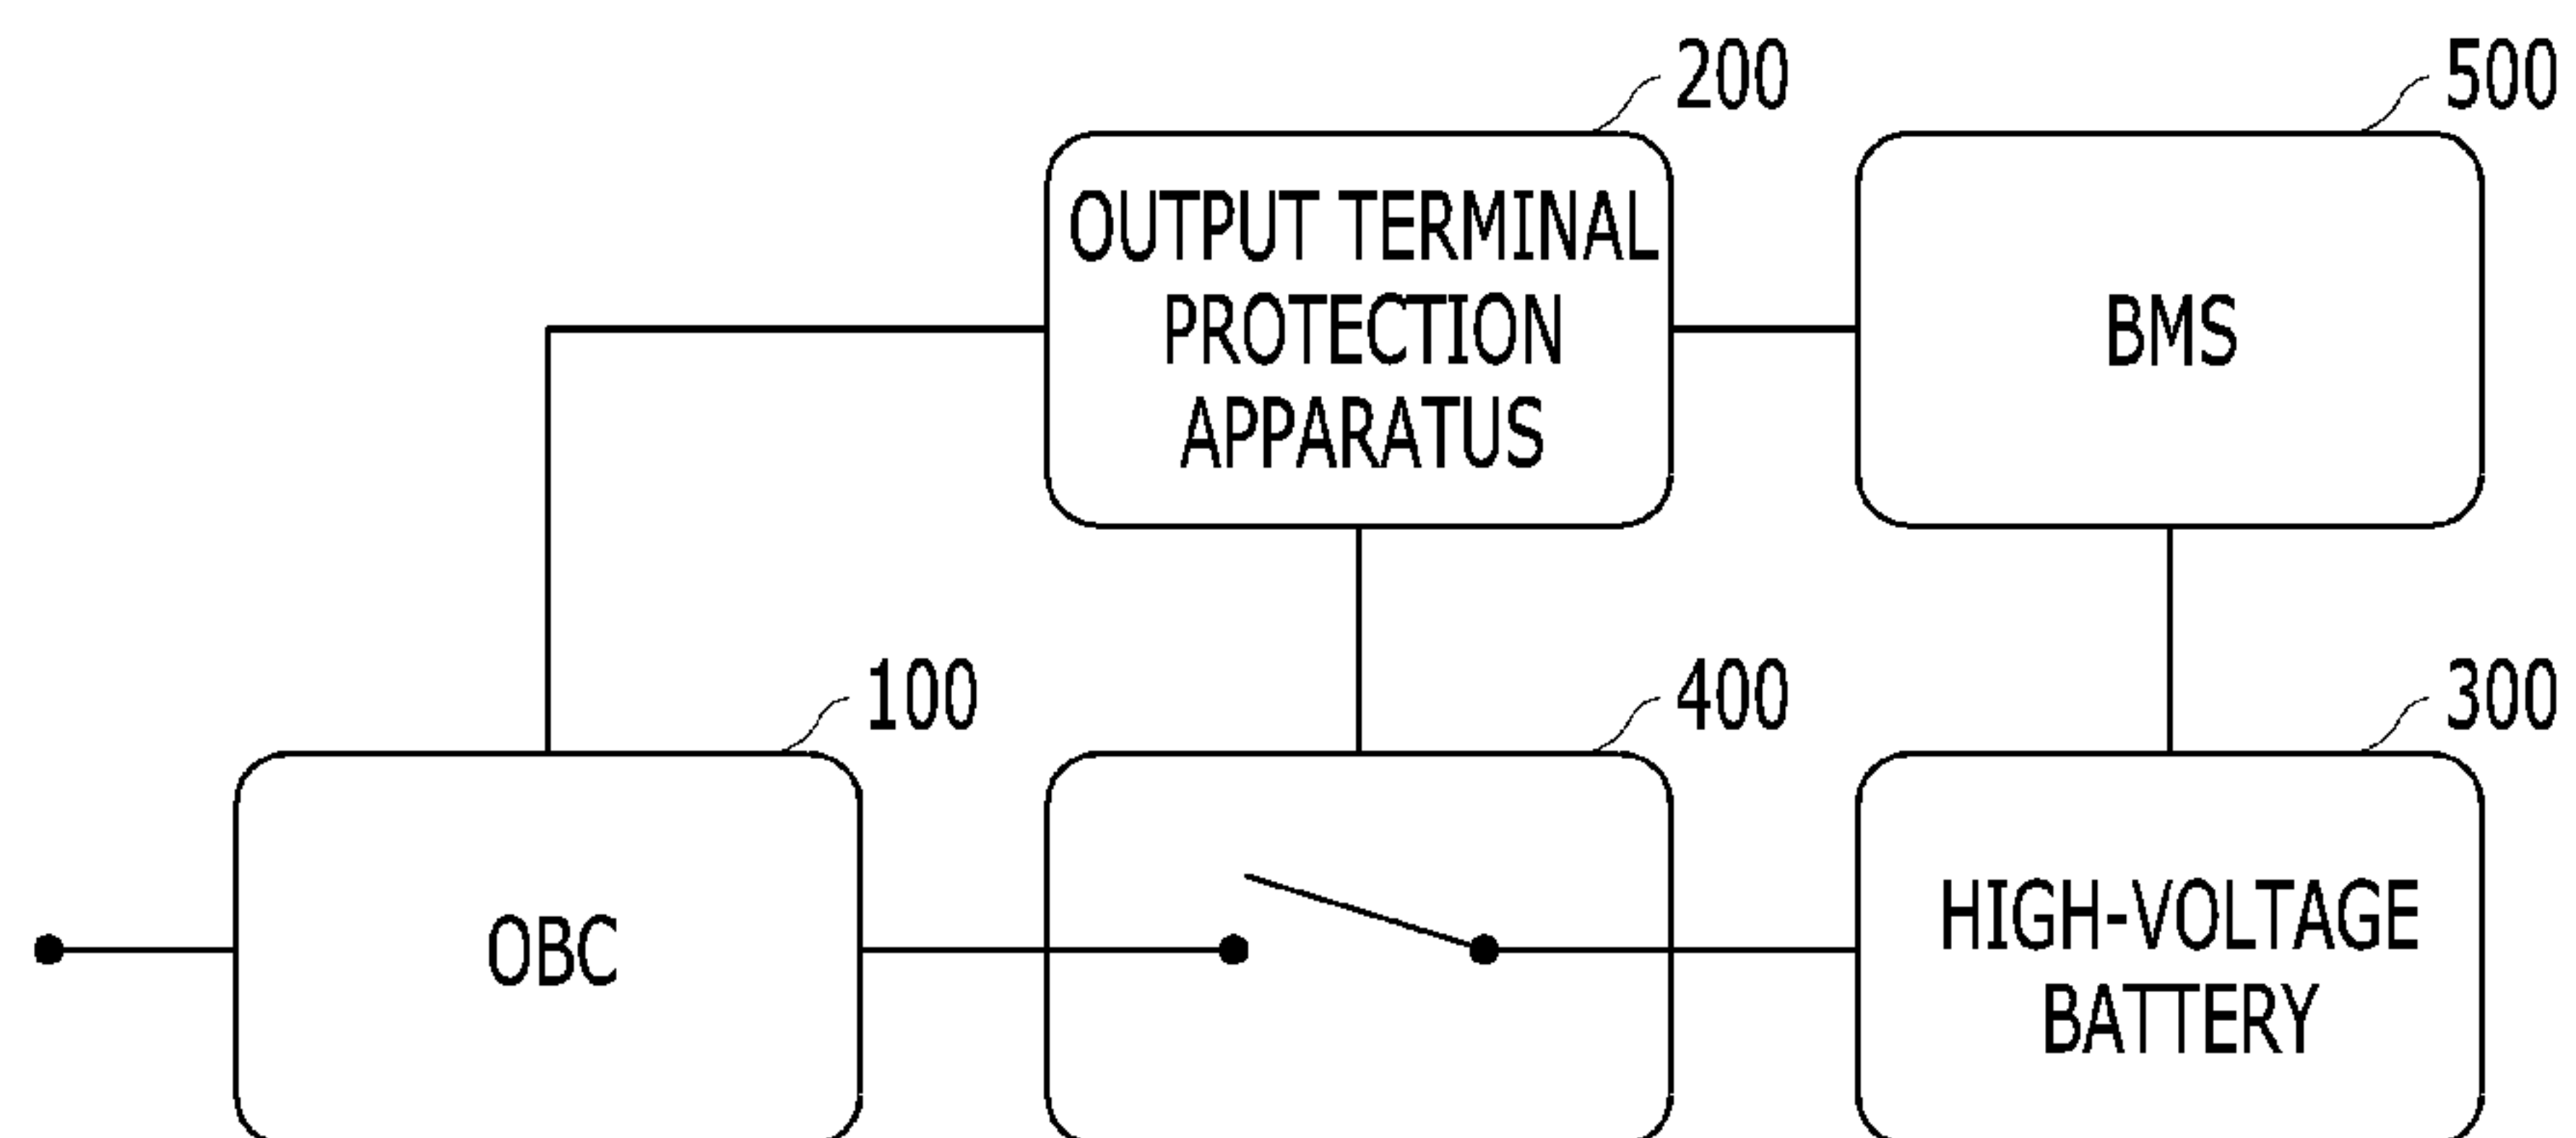 200
500
OUTPUT TERMINAL
PROTECTION
APPARATUS
BMS
100
400
300
OBC
HIGH-VOLTAGE
BATTERY